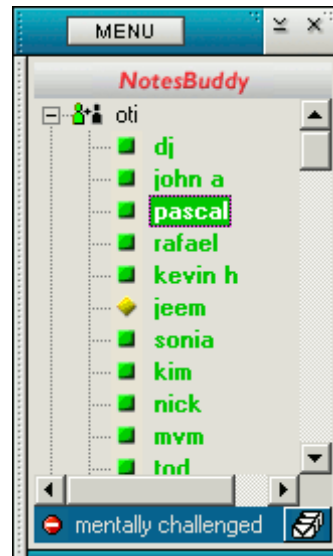 MENU
NotesBuddy
oti
dj
john a
pascal
rafael
kevin h
jeem
sonia
kim
nick
mvm
tod
mentally challenged